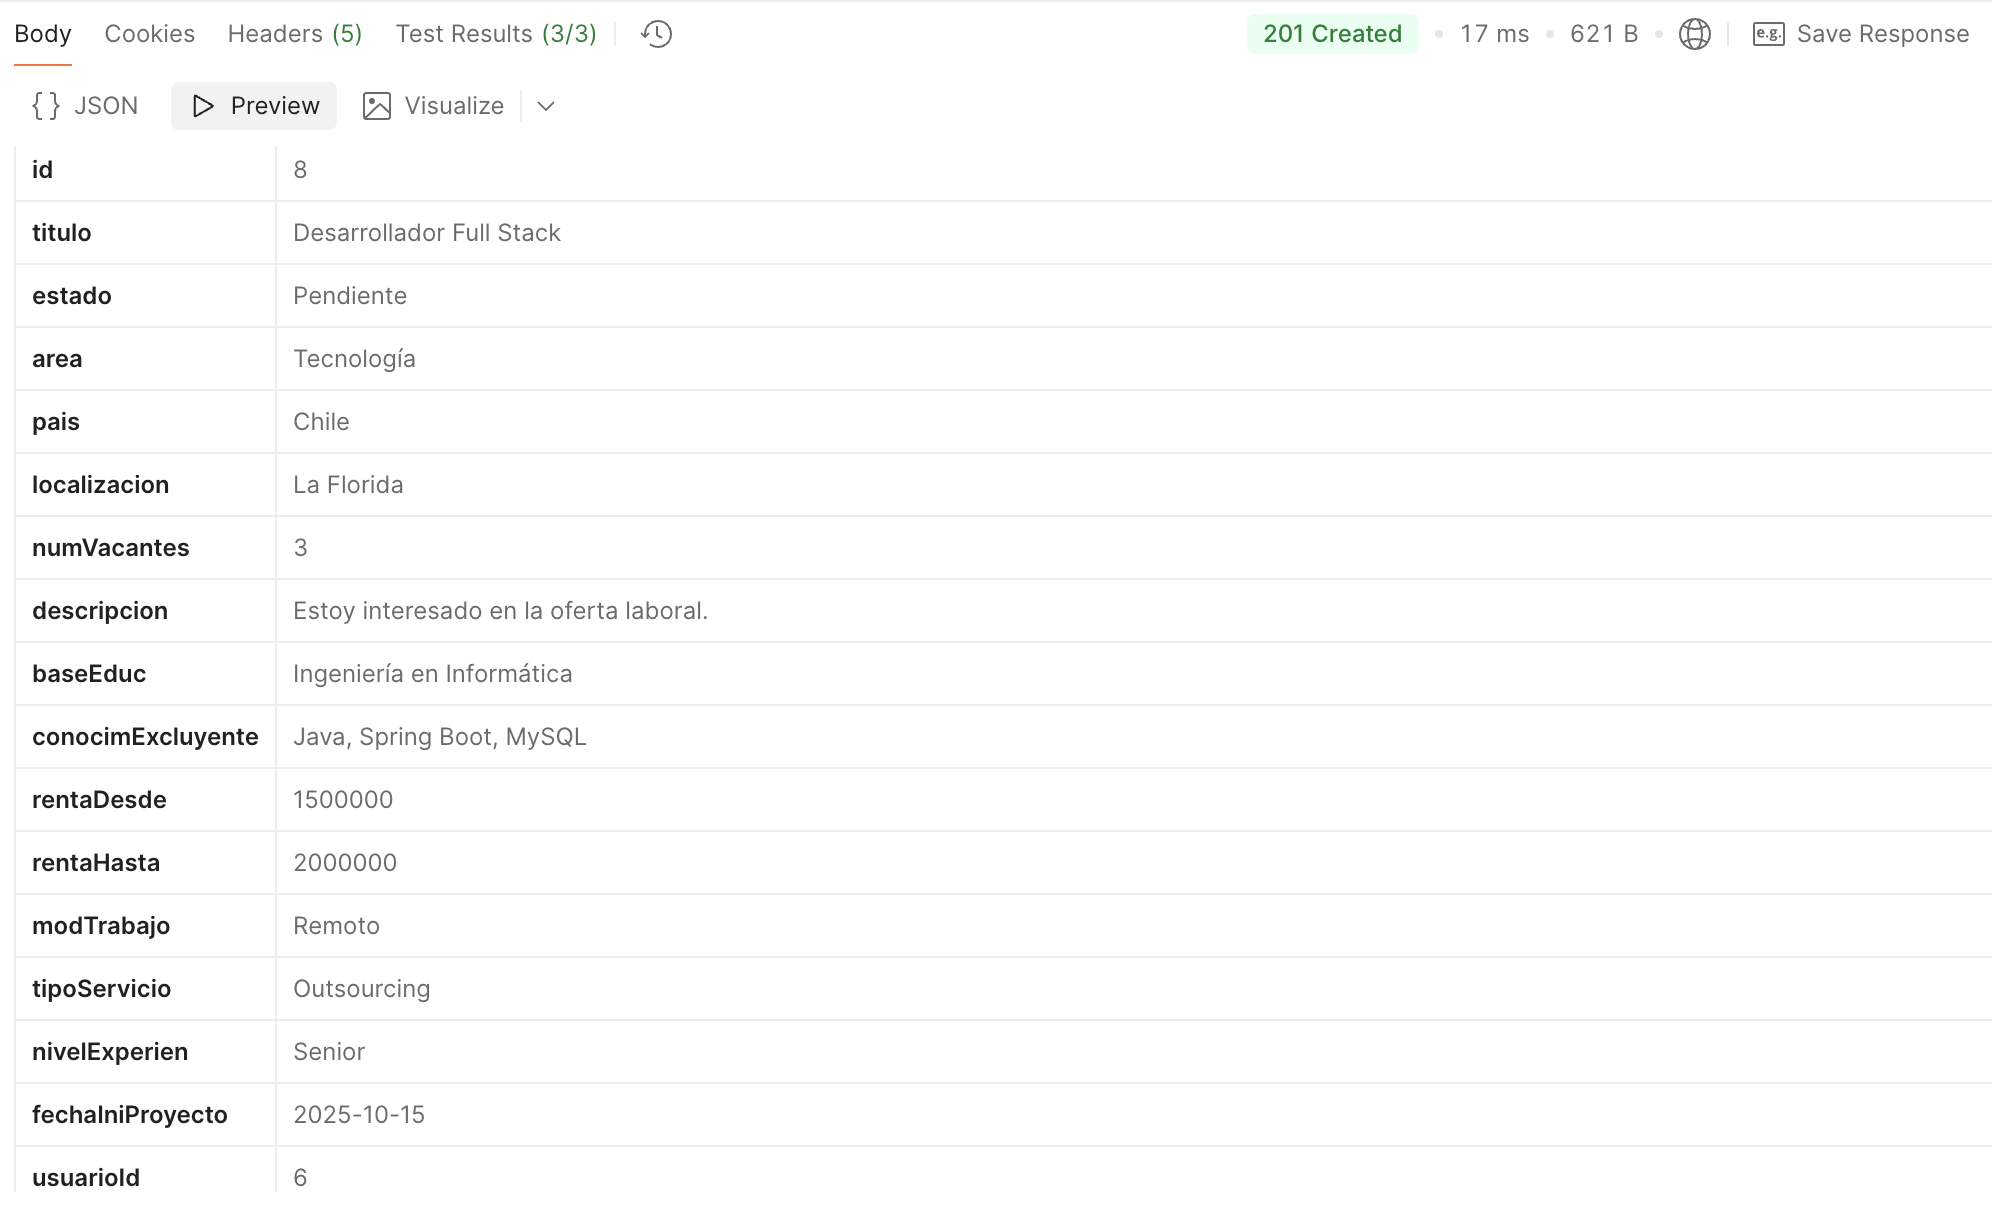 Body Cookies Headers (5) Test Results (3/3) 201 Created • 17 ms • 621 B • e.g. Save Response
{} JSON Preview Visualize
id 8
titulo Desarrollador Full Stack
estado Pendiente
area Tecnología
pais Chile
localizacion La Florida
numVacantes 3
descripcion Estoy interesado en la oferta laboral.
baseEduc Ingeniería en Informática
conocimExcluyente Java, Spring Boot, MySQL
rentaDesde 1500000
rentaHasta 2000000
modTrabajo Remoto
tipoServicio Outsourcing
nivelExperien Senior
fechaIniProyecto 2025-10-15
usuarioId 6